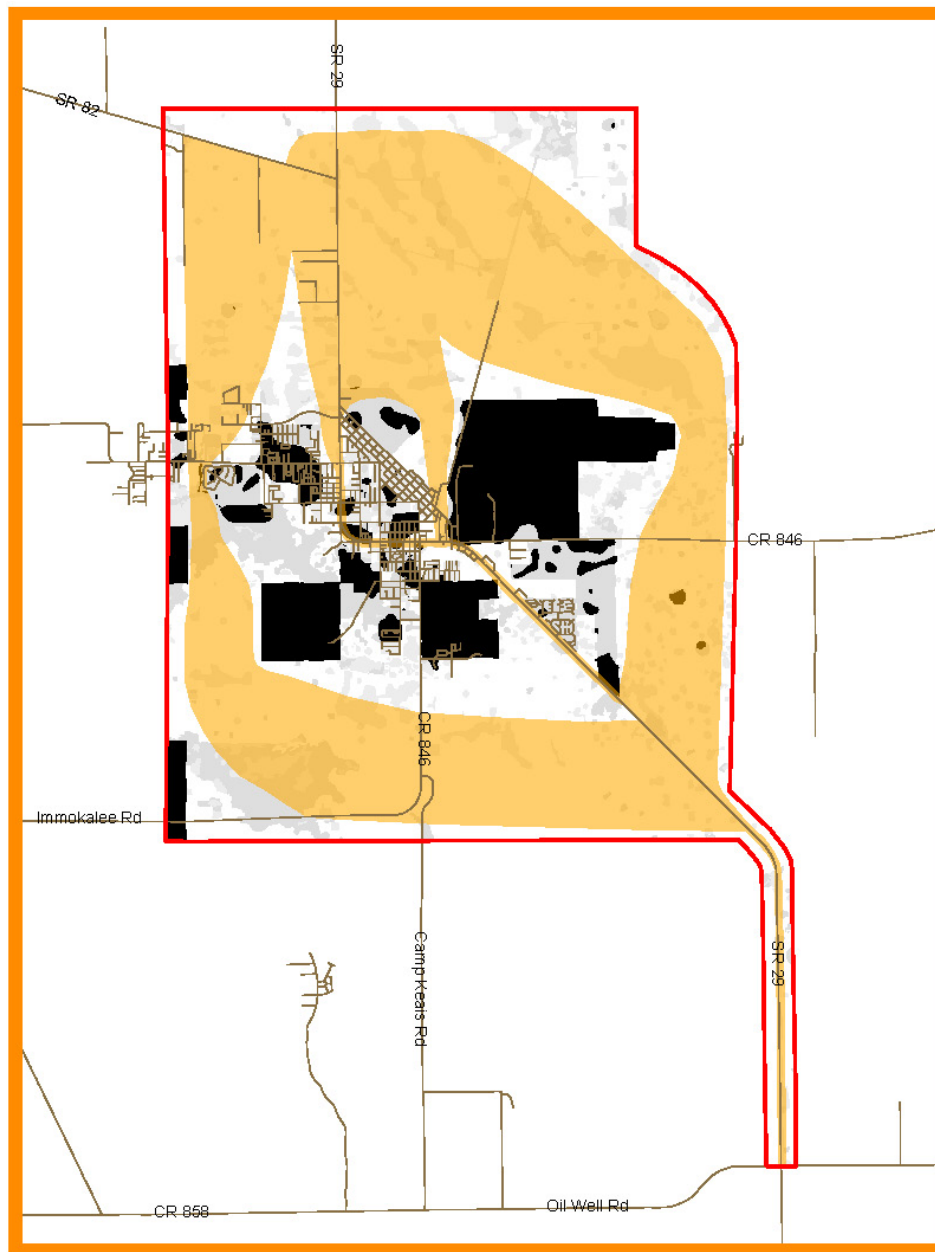 SR 29
SR 82
CR 846
CR 846
Immokalee Rd
Camp Keais Rd
SR 29
Oil Well Rd
CR 858